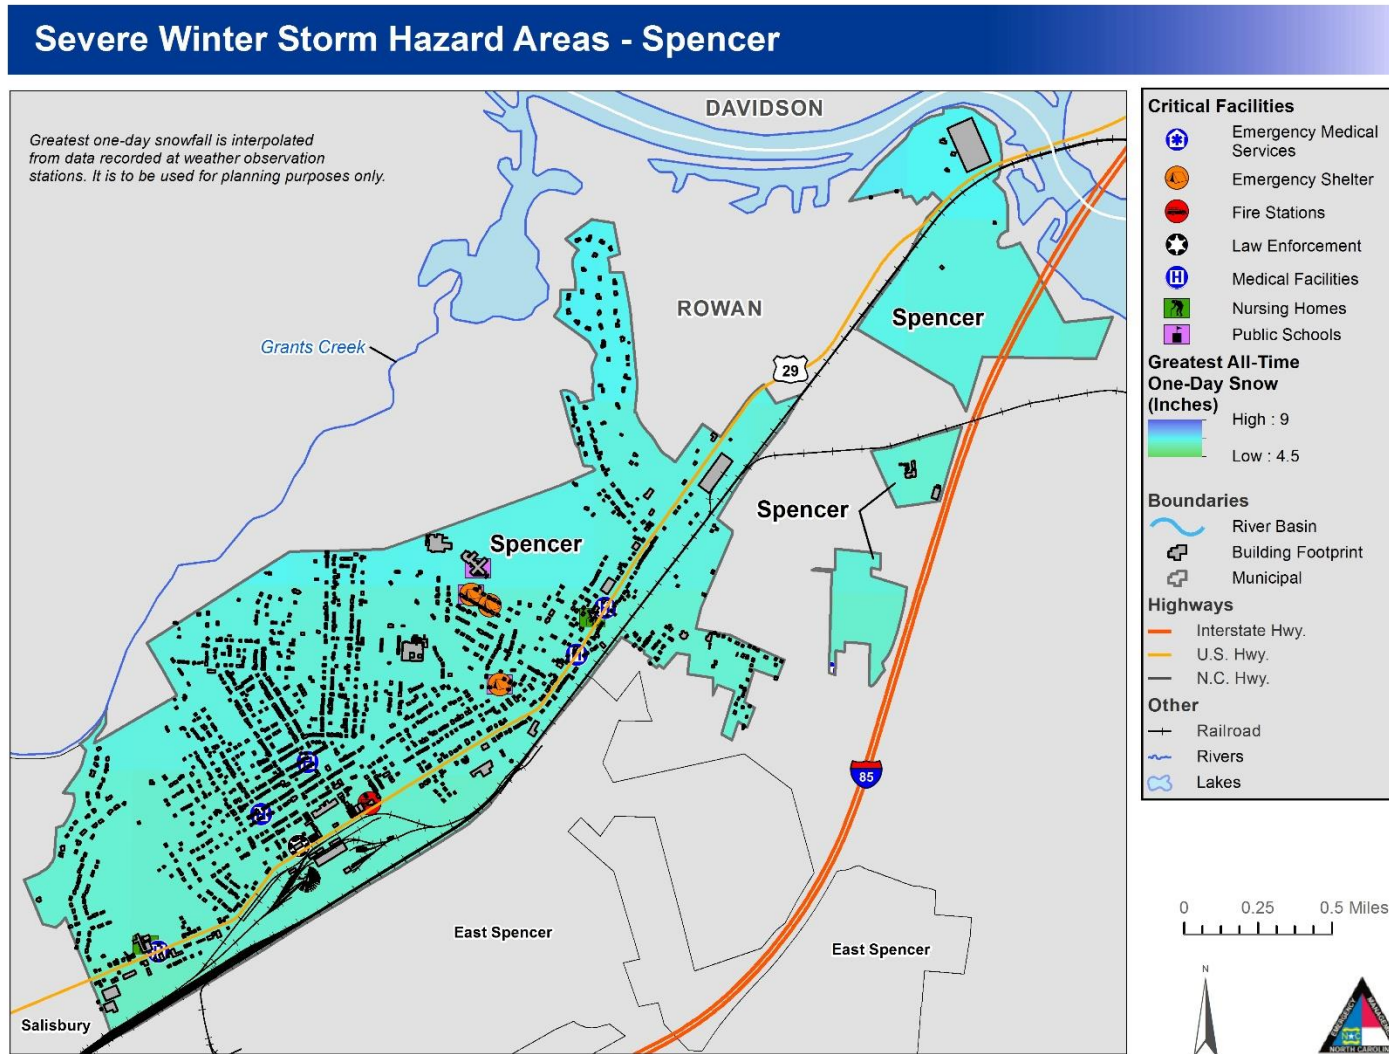 Severe Winter Storm Hazard Areas - Spencer
Greatest one-day snowfall is interpolated
from data recorded at weather observation
stations. It is to be used for planning purposes only.
DAVIDSON
ROWAN
Grants Creek
29
Spencer
Spencer
Spencer
85
East Spencer
East Spencer
Salisbury
Critical Facilities
Emergency Medical
Services
Emergency Shelter
Fire Stations
Law Enforcement
H
Medical Facilities
Nursing Homes
Public Schools
Greatest All-Time
One-Day Snow
(Inches)
High : 9
Low : 4.5
Boundaries
River Basin
Building Footprint
Municipal
Highways
Interstate Hwy.
U.S. Hwy.
N.C. Hwy.
Other
Railroad
Rivers
Lakes
0 0.25 0.5 Miles
N
EMERGENCY
NORTH CAROLINA